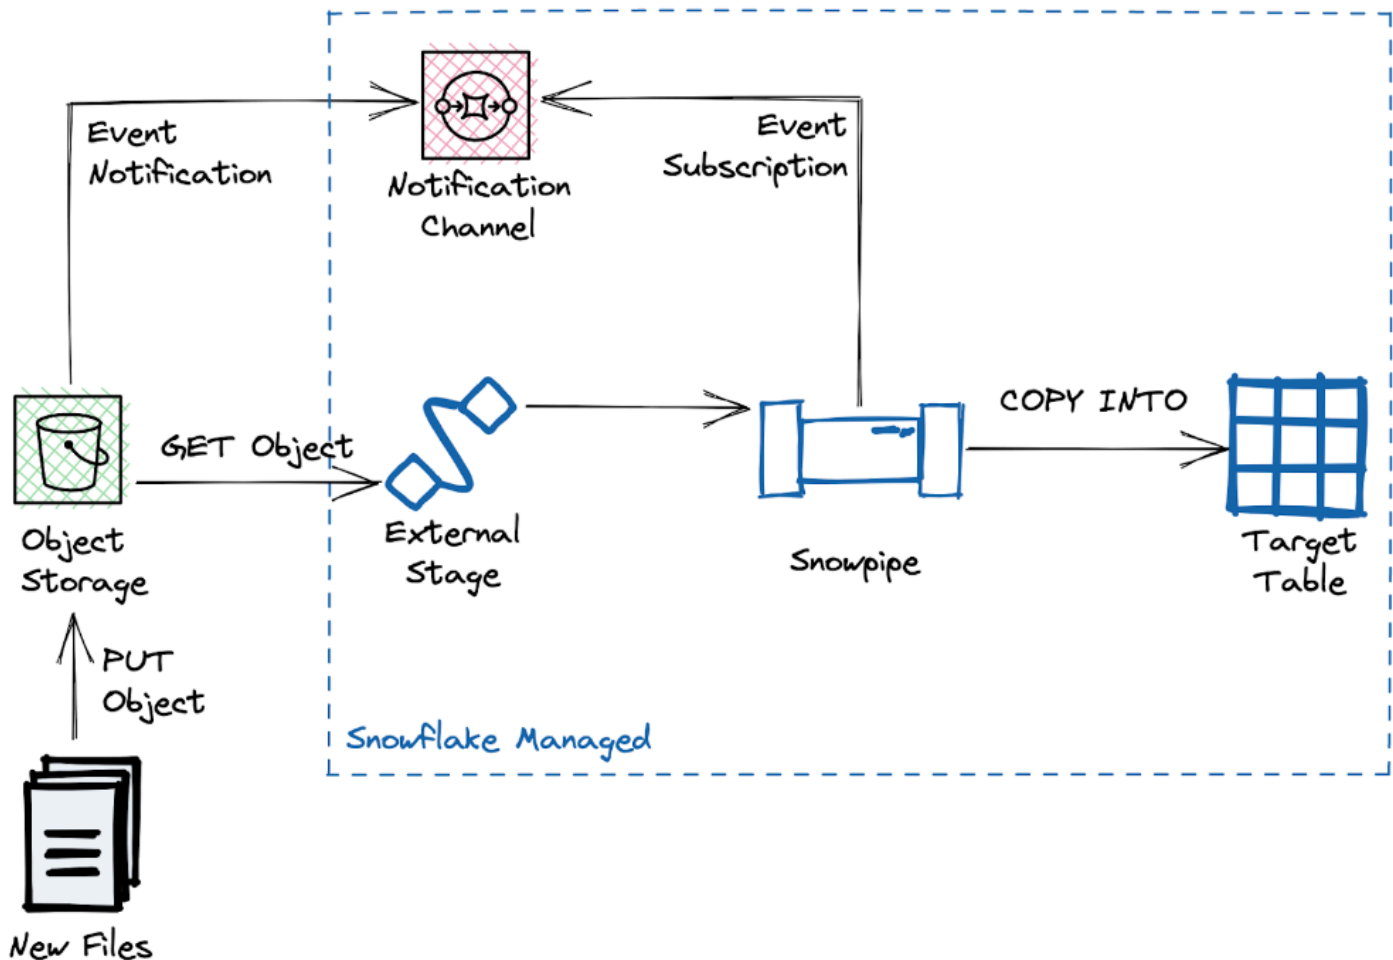 Event
Notification
Notification
Channel
Event
Subscription
GET Object
COPY INTO
Object
Storage
External
Stage
Snowpipe
Target
Table
PUT
Object
Snowflake Managed
New Files